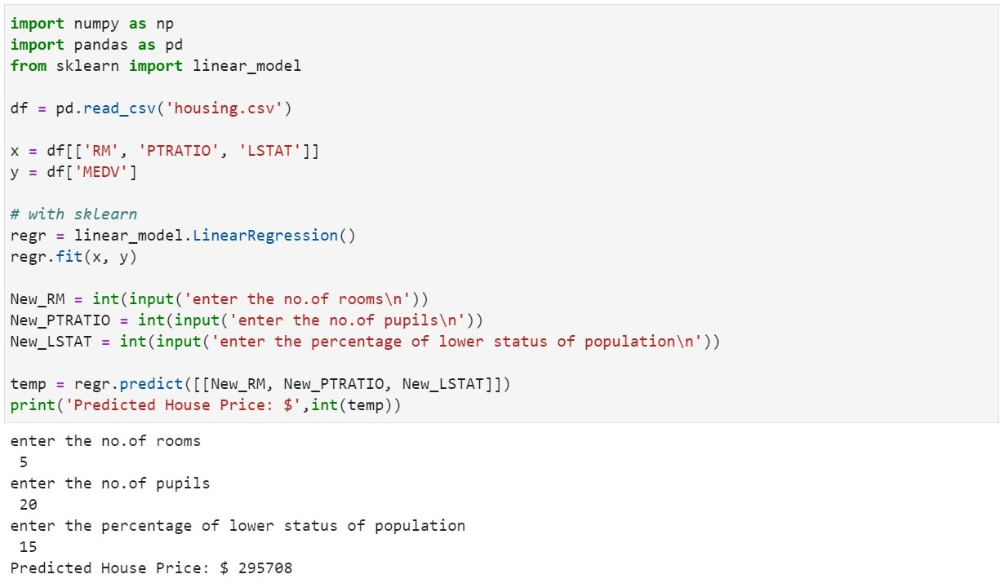 import numpy as np
import pandas as pd
from sklearn import linear_model
df = pd.read_csv('housing.csv')
x = df[['RM', 'PTRATIO', 'LSTAT']]
y = df['MEDV']
# with sklearn
regr = linear_model.LinearRegression()
regr.fit(x, y)
New_RM = int(input('enter the no.of rooms\n'))
New_PTRATIO = int(input('enter the no.of pupils\n'))
New_LSTAT = int(input('enter the percentage of lower status of population\n'))
temp = regr.predict([[New_RM, New_PTRATIO, New_LSTAT]])
print('Predicted House Price: $',int(temp))
enter the no.of rooms
5
enter the no.of pupils
20
enter the percentage of lower status of population
15
Predicted House Price: $ 295708